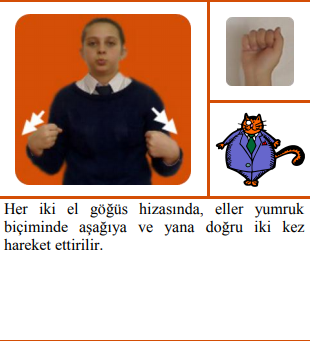 Her iki el göğüs hizasında, eller yumruk
biçiminde aşağıya ve yana doğru iki kez
hareket ettirilir.